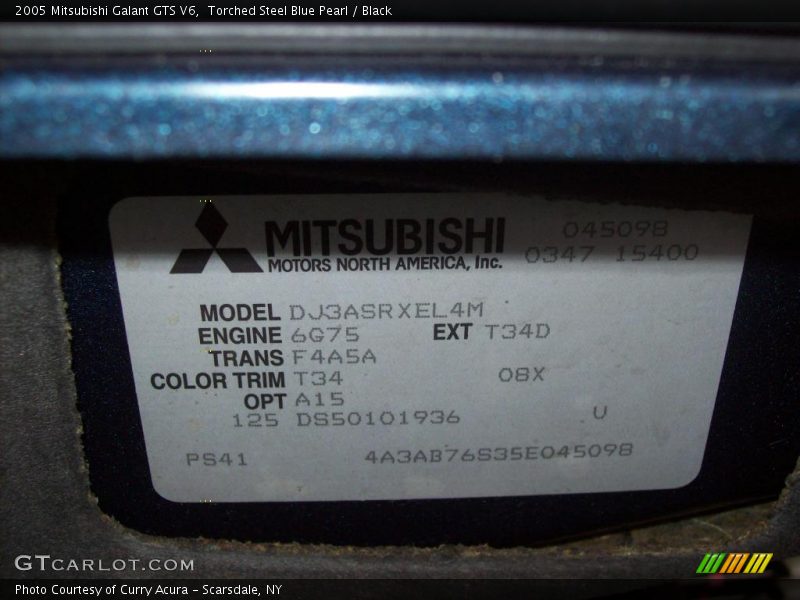 2005 Mitsubishi Galant GTS V6, Torched Steel Blue Pearl / Black
MITSUBISHI 045098
MOTORS NORTH AMERICA, Inc. 0347 15400
MODEL DJ3ASRXEL4M
ENGINE 6G75 EXT T34D
TRANS F4A5A
COLOR TRIM T34 08X
OPT A15
125 DS50101936 U
PS41 4A3AB76S35E045098
GTCARLOT.COM
Photo Courtesy of Curry Acura - Scarsdale, NY